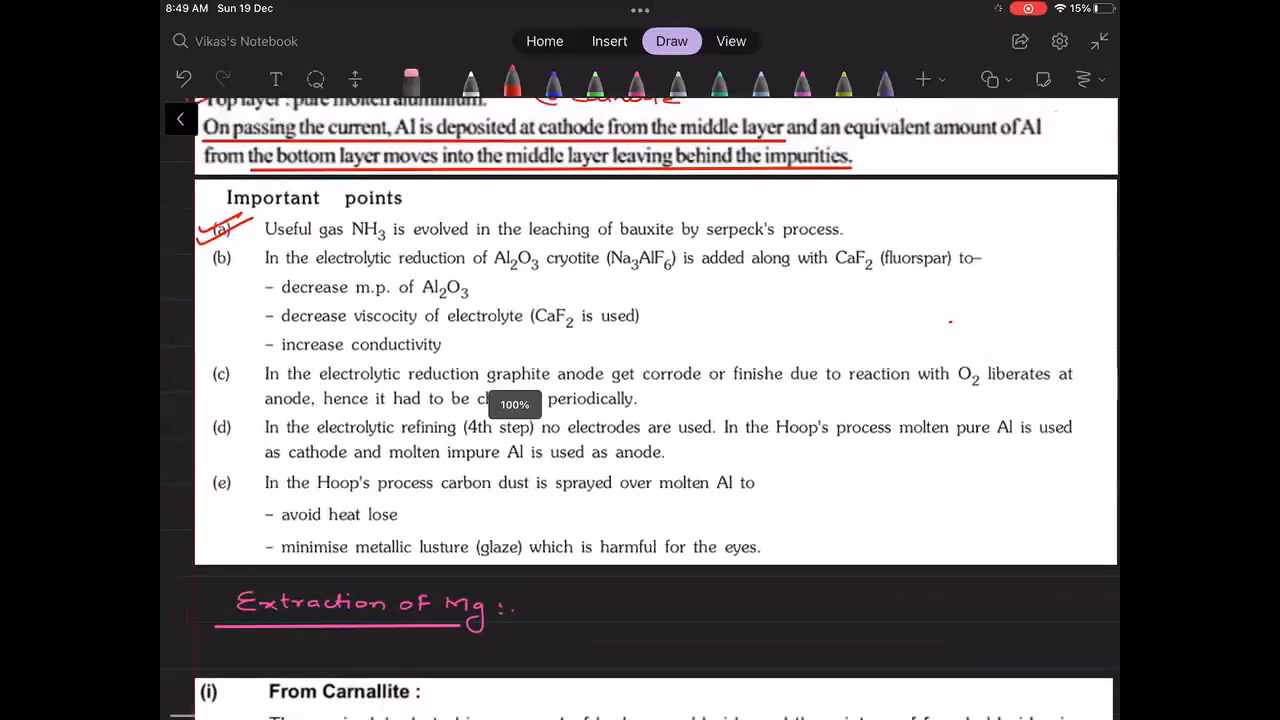 8:49 AM Sun 19 Dec
15%
Vikas's Notebook
Home Insert Draw View
Top layer : pure molten aluminium.
On passing the current, Al is deposited at cathode from the middle layer and an equivalent amount of Al
from the bottom layer moves into the middle layer leaving behind the impurities.
Important points
(a) Useful gas NH3 is evolved in the leaching of bauxite by serpeck's process.
(b) In the electrolytic reduction of Al2O3 cryotite (Na3AlF6) is added along with CaF2 (fluorspar) to–
– decrease m.p. of Al2O3
– decrease viscocity of electrolyte (CaF2 is used)
– increase conductivity
(c) In the electrolytic reduction graphite anode get corrode or finishe due to reaction with O2 liberates at
anode, hence it had to be periodically.
100%
(d) In the electrolytic refining (4th step) no electrodes are used. In the Hoop's process molten pure Al is used
as cathode and molten impure Al is used as anode.
(e) In the Hoop's process carbon dust is sprayed over molten Al to
– avoid heat lose
– minimise metallic lusture (glaze) which is harmful for the eyes.
Extraction of Mg :.
(i) From Carnallite :